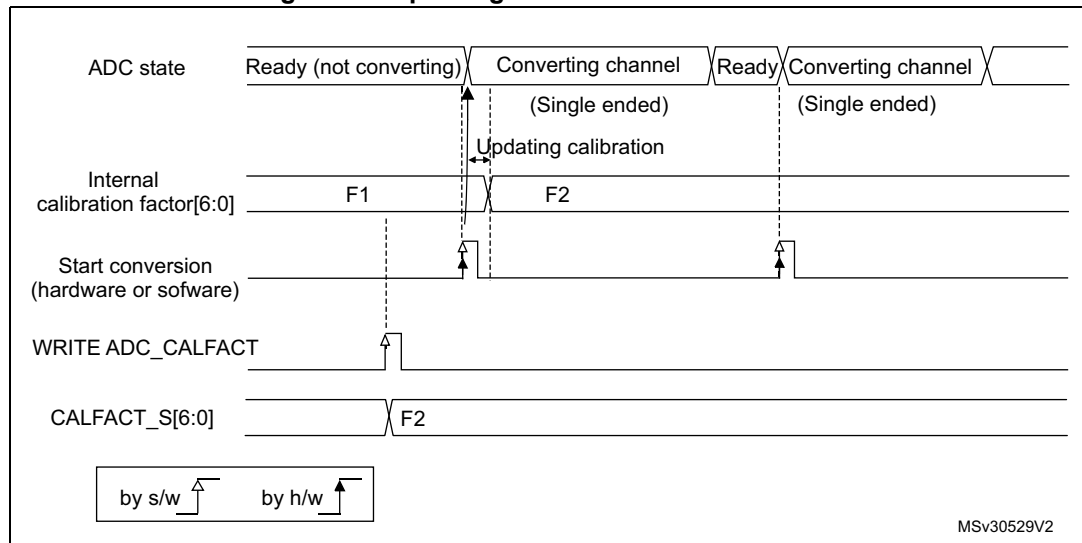 ADC state
Ready (not converting) Converting channel Ready Converting channel
(Single ended) (Single ended)
Updating calibration
Internal
calibration factor[6:0]
F1 F2
Start conversion
(hardware or sofware)
WRITE ADC_CALFACT
CALFACT_S[6:0] F2
by s/w by h/w
MSv30529V2